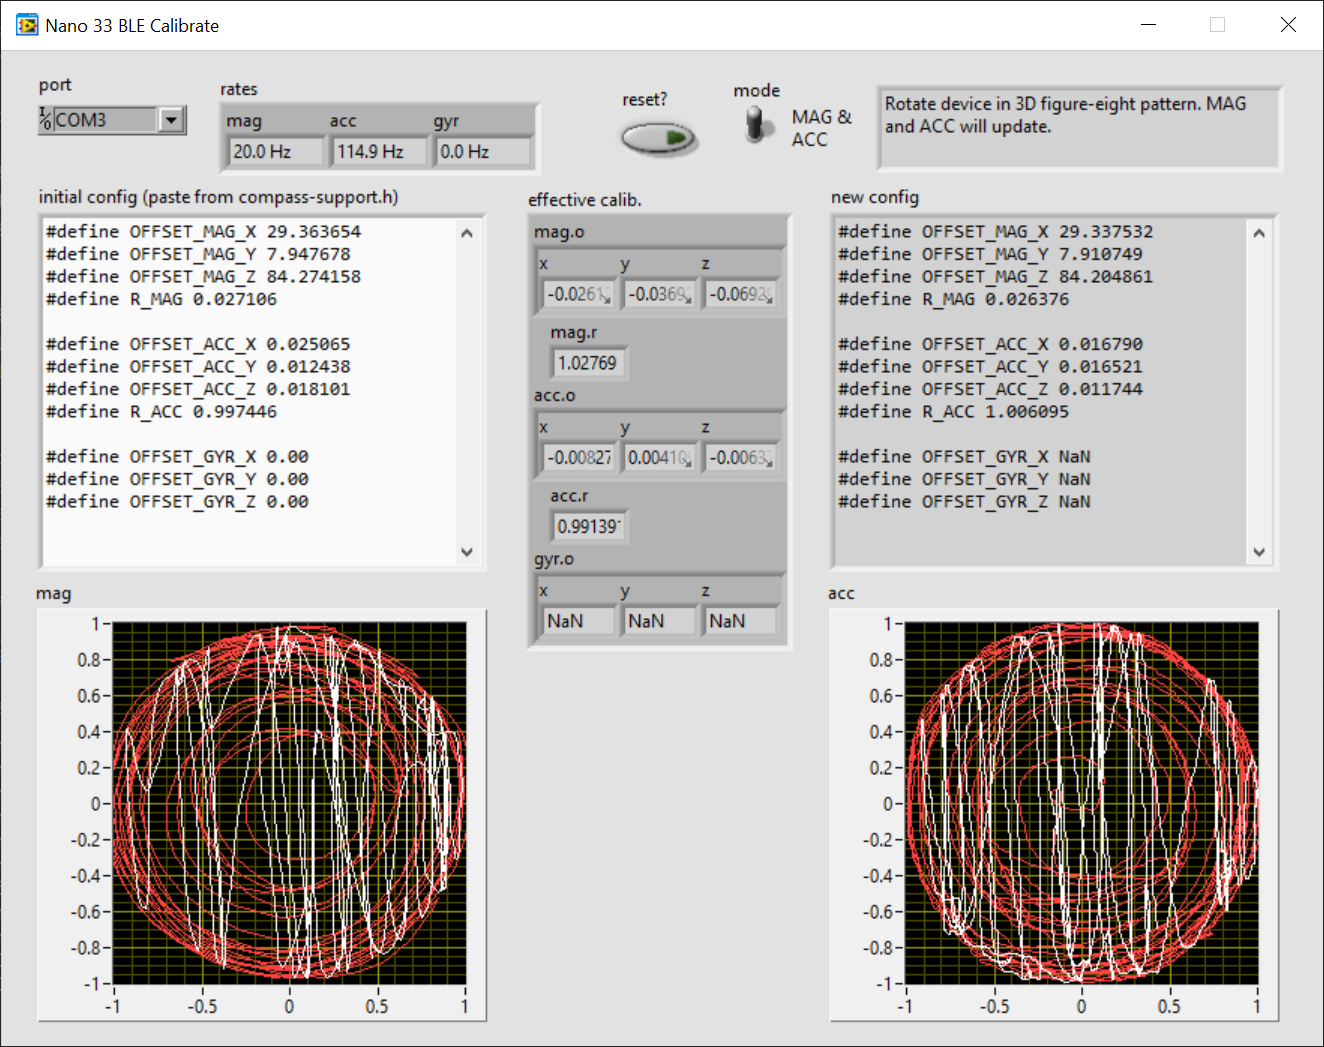 Nano 33 BLE Calibrate
port
COM3
rates
mag acc gyr
20.0 Hz 114.9 Hz 0.0 Hz
reset?
mode
MAG &
ACC
Rotate device in 3D figure-eight pattern. MAG
and ACC will update.
initial config (paste from compass-support.h)
#define OFFSET_MAG_X 29.363654
#define OFFSET_MAG_Y 7.947678
#define OFFSET_MAG_Z 84.274158
#define R_MAG 0.027106
#define OFFSET_ACC_X 0.025065
#define OFFSET_ACC_Y 0.012438
#define OFFSET_ACC_Z 0.018101
#define R_ACC 0.997446
#define OFFSET_GYR_X 0.00
#define OFFSET_GYR_Y 0.00
#define OFFSET_GYR_Z 0.00
effective calib.
mag.o
x y z
-0.0261 -0.0369 -0.0692
mag.r
1.02769
acc.o
x y z
-0.00827 0.00410 -0.0063
acc.r
0.99139
gyr.o
x y z
NaN NaN NaN
new config
#define OFFSET_MAG_X 29.337532
#define OFFSET_MAG_Y 7.910749
#define OFFSET_MAG_Z 84.204861
#define R_MAG 0.026376
#define OFFSET_ACC_X 0.016790
#define OFFSET_ACC_Y 0.016521
#define OFFSET_ACC_Z 0.011744
#define R_ACC 1.006095
#define OFFSET_GYR_X NaN
#define OFFSET_GYR_Y NaN
#define OFFSET_GYR_Z NaN
mag
1
0.8
0.6
0.4
0.2
0
-0.2
-0.4
-0.6
-0.8
-1
-1 -0.5 0 0.5 1
acc
1
0.8
0.6
0.4
0.2
0
-0.2
-0.4
-0.6
-0.8
-1
-1 -0.5 0 0.5 1